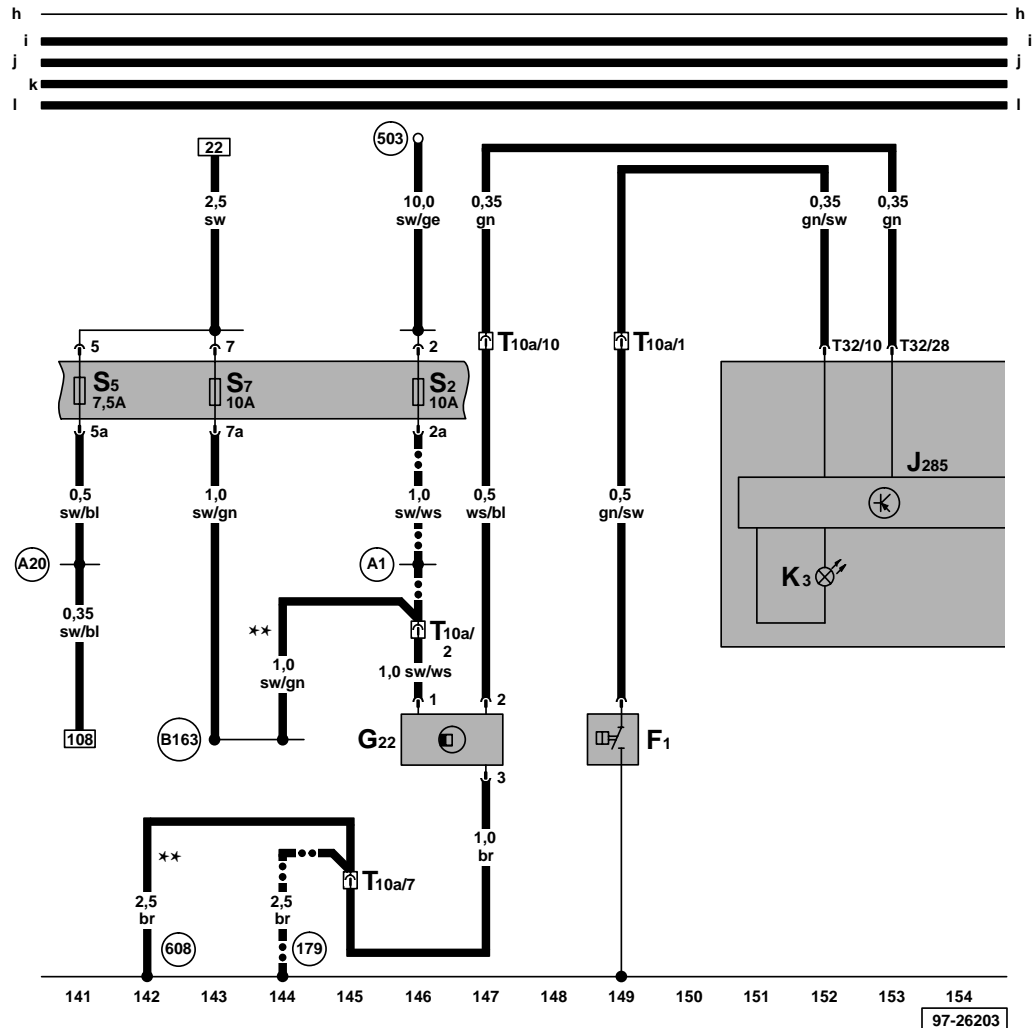 h h
i i
j j
k k
l l
22
503
2,5
sw
10,0
sw/ge
0,35
gn
0,35
gn/sw
0,35
gn
T10a/10
T10a/1
T32/10
T32/28
5
7
2
S5
7,5A
S7
10A
S2
10A
5a
7a
2a
J285
0,5
sw/bl
1,0
sw/gn
1,0
sw/ws
0,5
ws/bl
0,5
gn/sw
A20
A1
K3
0,35
sw/bl
**
1,0
sw/gn
T10a/
2
1,0 sw/ws
1
2
108
B163
G22
F1
3
1,0
br
**
T10a/7
2,5
br
2,5
br
608
179
141 142 143 144 145 146 147 148 149 150 151 152 153 154
97-26203